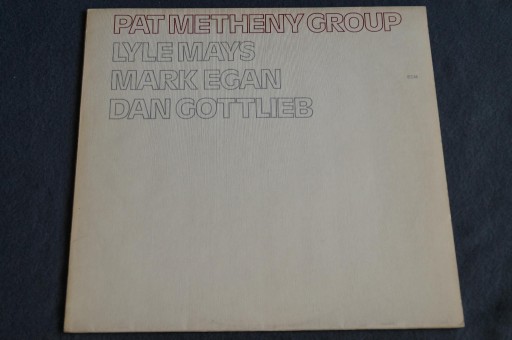 PAT METHENY GROUP
LYLE MAYS
MARK EGAN
DAN GOTTLIEB